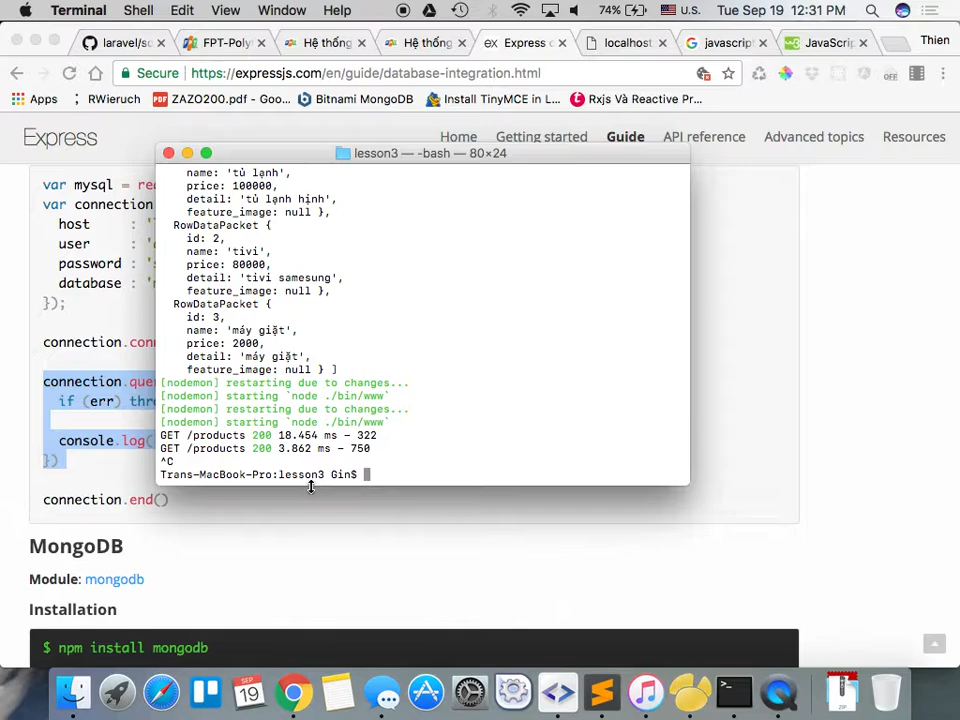 Terminal Shell Edit View Window Help 74% U.S. Tue Sep 19 12:31 PM
laravel/sc FPT-Poly Hệ thống Hệ thống Express localhost javascript JavaScrip Thien
Secure https://expressjs.com/en/guide/database-integration.html
Apps RWieruch ZAZO200.pdf - Goo... Bitnami MongoDB Install TinyMCE in L... Rxjs Và Reactive Pr...
Express Home Getting started Guide API reference Advanced topics Resources
lesson3 — -bash — 80×24
var mysql = re
var connection
host : '
user : '
password : 's
database : '
});
connection.con
connection.que
if (err) thro
console.log(
})
connection.end()
name: 'tủ lạnh',
price: 100000,
detail: 'tủ lạnh hịnh',
feature_image: null },
RowDataPacket {
id: 2,
name: 'tivi',
price: 80000,
detail: 'tivi samesung',
feature_image: null },
RowDataPacket {
id: 3,
name: 'máy giặt',
price: 2000,
detail: 'máy giặt',
feature_image: null } ]
[nodemon] restarting due to changes...
[nodemon] starting `node ./bin/www`
[nodemon] restarting due to changes...
[nodemon] starting `node ./bin/www`
GET /products 200 18.454 ms - 322
GET /products 200 3.862 ms - 750
^C
Trans-MacBook-Pro:lesson3 Gin$
MongoDB
Module: mongodb
Installation
$ npm install mongodb
SEP
19
ZIP